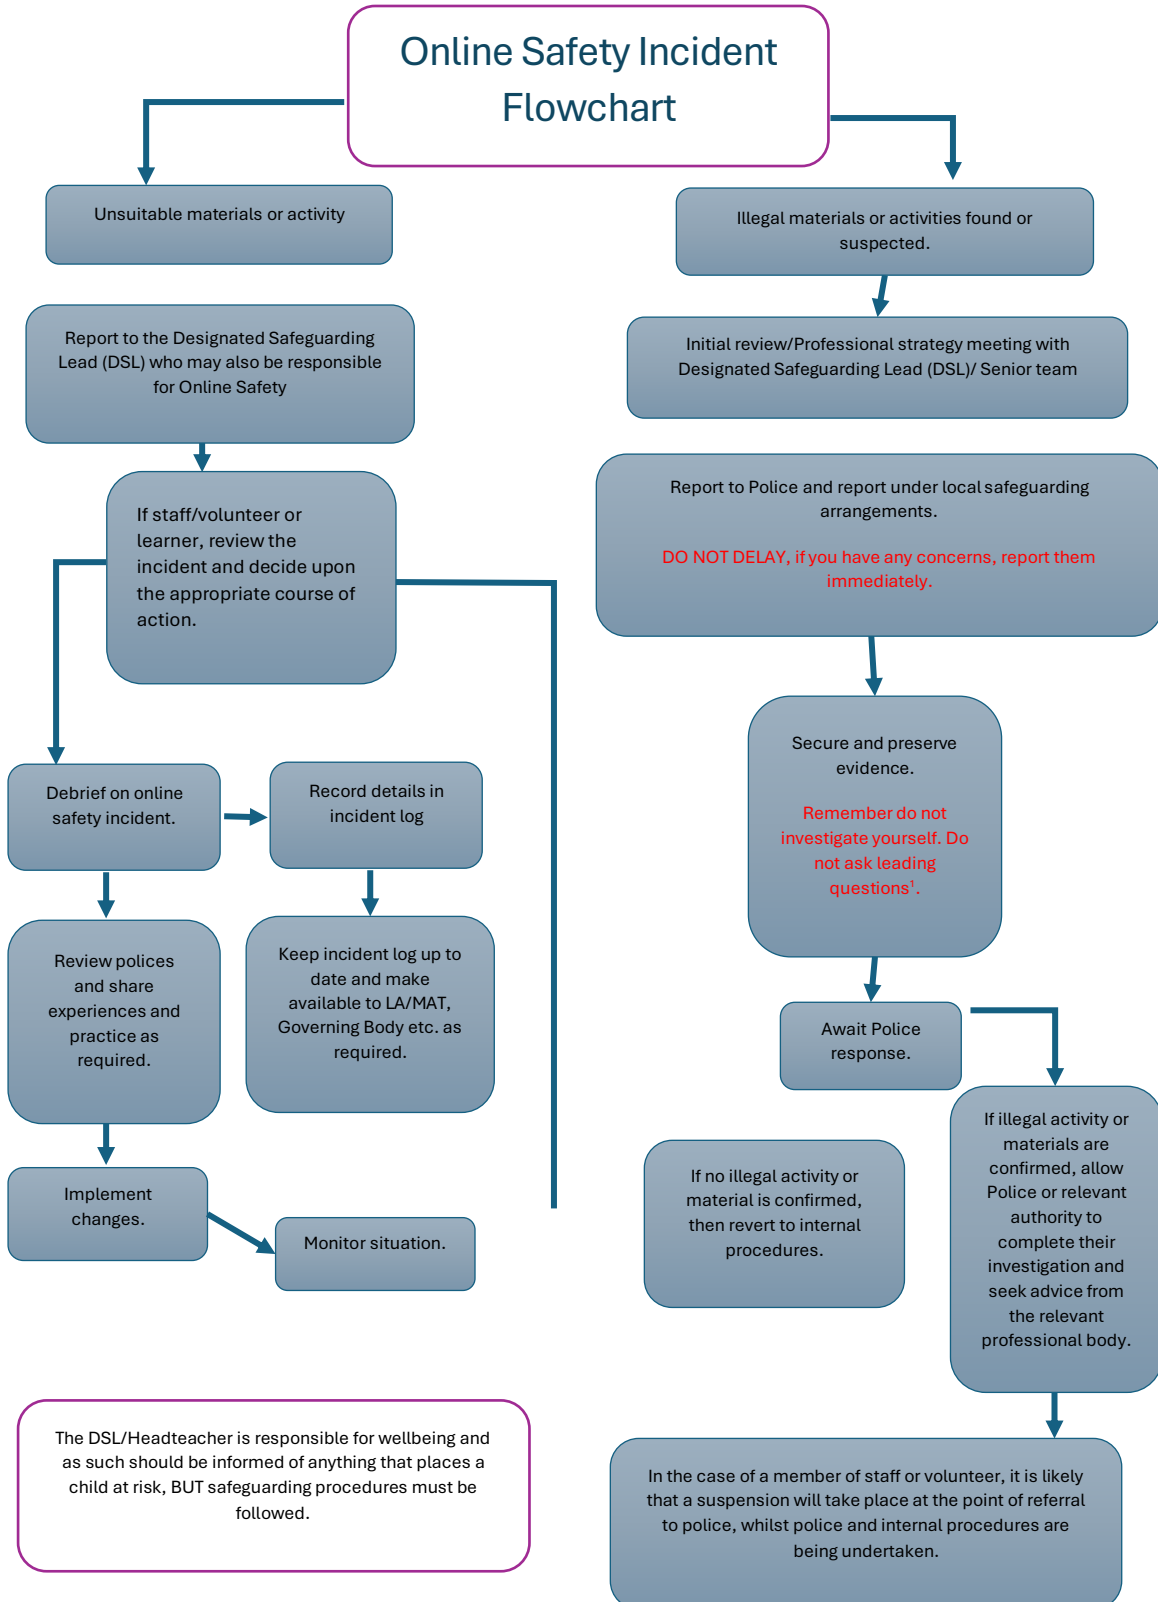 Online Safety Incident
Flowchart
Unsuitable materials or activity
Report to the Designated Safeguarding
Lead (DSL) who may also be responsible
for Online Safety
If staff/volunteer or
learner, review the
incident and decide upon
the appropriate course of
action.
Debrief on online
safety incident.
Record details in
incident log
Review polices
and share
experiences and
practice as
required.
Keep incident log up to
date and make
available to LA/MAT,
Governing Body etc. as
required.
Implement
changes.
Monitor situation.
The DSL/Headteacher is responsible for wellbeing and
as such should be informed of anything that places a
child at risk, BUT safeguarding procedures must be
followed.
Illegal materials or activities found or
suspected.
Initial review/Professional strategy meeting with
Designated Safeguarding Lead (DSL)/ Senior team
Report to Police and report under local safeguarding
arrangements.
DO NOT DELAY, if you have any concerns, report them
immediately.
Secure and preserve
evidence.
Remember do not
investigate yourself. Do
not ask leading
questions¹.
Await Police
response.
If no illegal activity or
material is confirmed,
then revert to internal
procedures.
If illegal activity or
materials are
confirmed, allow
Police or relevant
authority to
complete their
investigation and
seek advice from
the relevant
professional body.
In the case of a member of staff or volunteer, it is likely
that a suspension will take place at the point of referral
to police, whilst police and internal procedures are
being undertaken.